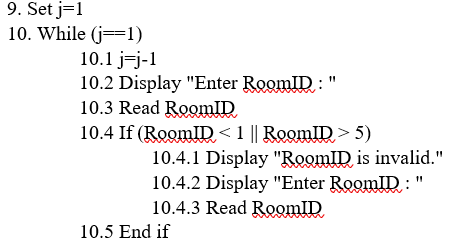 9. Set j=1
10. While (j==1)
10.1 j=j-1
10.2 Display "Enter RoomID : "
10.3 Read RoomID
10.4 If (RoomID < 1 || RoomID > 5)
10.4.1 Display "RoomID is invalid."
10.4.2 Display "Enter RoomID : "
10.4.3 Read RoomID
10.5 End if